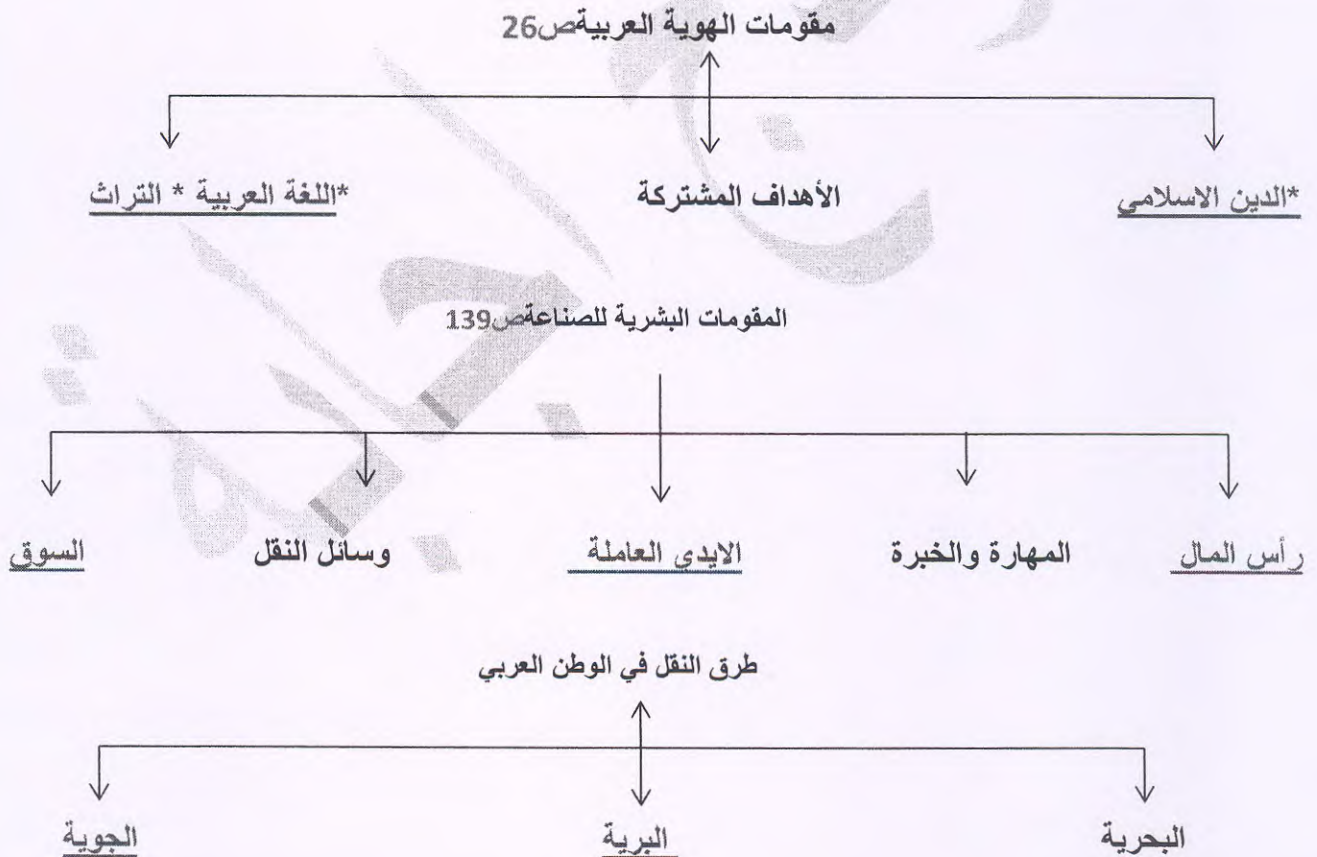 مقومات الهوية العربيةص26
*الدين الاسلامي الأهداف المشتركة *اللغة العربية * التراث
المقومات البشرية للصناعةص139
رأس المال المهارة والخبرة الايدي العاملة وسائل النقل السوق
طرق النقل في الوطن العربي
البحرية البرية الجوية